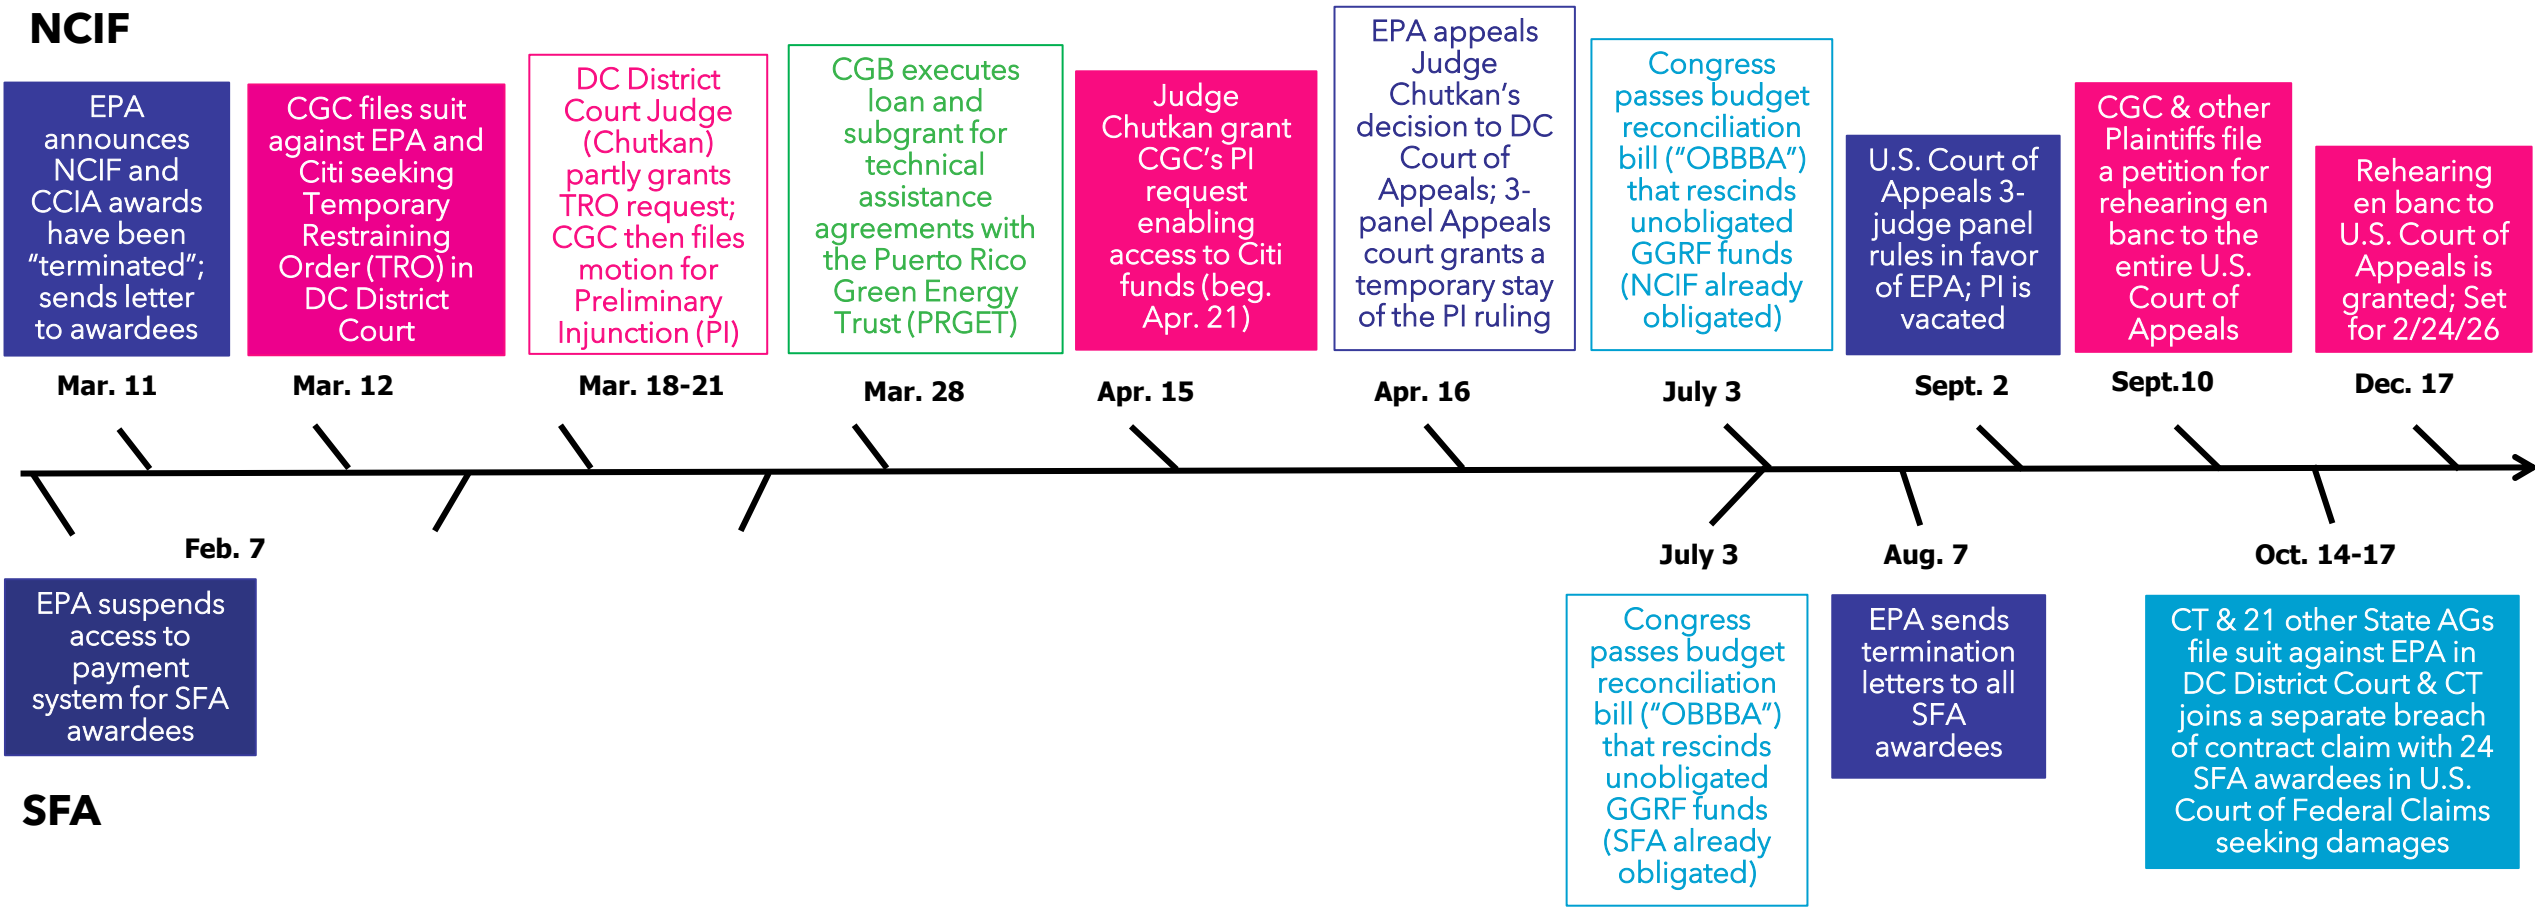 NCIF
EPA
announces
NCIF and
CCIA awards
have been
“terminated”;
sends letter
to awardees
Mar. 11
CGC files suit
against EPA and
Citi seeking
Temporary
Restraining
Order (TRO) in
DC District
Court
Mar. 12
DC District
Court Judge
(Chutkan)
partly grants
TRO request;
CGC then files
motion for
Preliminary
Injunction (PI)
Mar. 18-21
CGB executes
loan and
subgrant for
technical
assistance
agreements with
the Puerto Rico
Green Energy
Trust (PRGET)
Mar. 28
Judge
Chutkan grant
CGC’s PI
request
enabling
access to Citi
funds (beg.
Apr. 21)
Apr. 15
EPA appeals
Judge
Chutkan’s
decision to DC
Court of
Appeals; 3-
panel Appeals
court grants a
temporary stay
of the PI ruling
Apr. 16
Congress
passes budget
reconciliation
bill (“OBBBA”)
that rescinds
unobligated
GGRF funds
(NCIF already
obligated)
July 3
U.S. Court of
Appeals 3-
judge panel
rules in favor
of EPA; PI is
vacated
Sept. 2
CGC & other
Plaintiffs file
a petition for
rehearing en
banc to the
entire U.S.
Court of
Appeals
Sept.10
Rehearing
en banc to
U.S. Court of
Appeals is
granted; Set
for 2/24/26
Dec. 17
Feb. 7
EPA suspends
access to
payment
system for SFA
awardees
July 3
Congress
passes budget
reconciliation
bill (“OBBBA”)
that rescinds
unobligated
GGRF funds
(SFA already
obligated)
Aug. 7
EPA sends
termination
letters to all
SFA
awardees
Oct. 14-17
CT & 21 other State AGs
file suit against EPA in
DC District Court & CT
joins a separate breach
of contract claim with 24
SFA awardees in U.S.
Court of Federal Claims
seeking damages
SFA